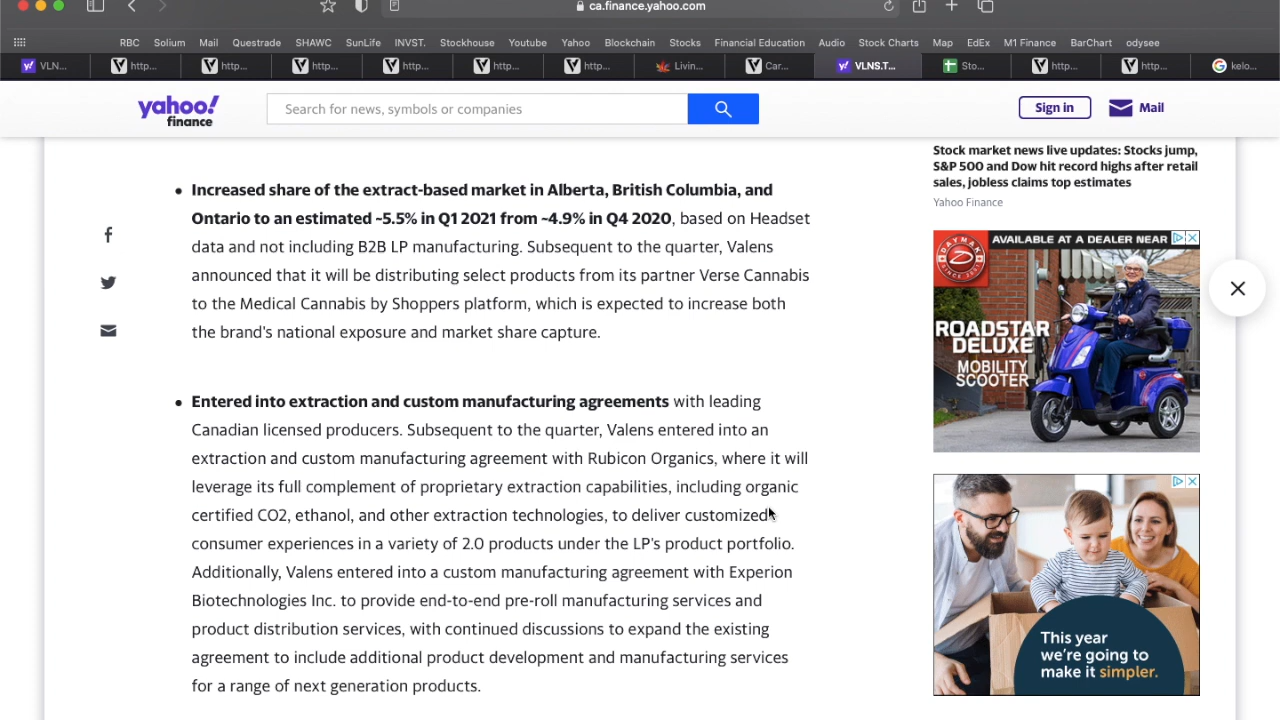 ca.finance.yahoo.com
RBC Solium Mail Questrade SHAWC SunLife INVST. Stockhouse Youtube Yahoo Blockchain Stocks Financial Education Audio Stock Charts Map EdEx M1 Finance BarChart odysee
VLN... http... http... http... http... http... http... Livin... Car... VLNS.T... Sto... http... http... kelo...
yahoo!
finance
Search for news, symbols or companies
Sign in
Mail
• Increased share of the extract-based market in Alberta, British Columbia, and
Ontario to an estimated ~5.5% in Q1 2021 from ~4.9% in Q4 2020, based on Headset
data and not including B2B LP manufacturing. Subsequent to the quarter, Valens
announced that it will be distributing select products from its partner Verse Cannabis
to the Medical Cannabis by Shoppers platform, which is expected to increase both
the brand's national exposure and market share capture.
• Entered into extraction and custom manufacturing agreements with leading
Canadian licensed producers. Subsequent to the quarter, Valens entered into an
extraction and custom manufacturing agreement with Rubicon Organics, where it will
leverage its full complement of proprietary extraction capabilities, including organic
certified CO2, ethanol, and other extraction technologies, to deliver customized
consumer experiences in a variety of 2.0 products under the LP's product portfolio.
Additionally, Valens entered into a custom manufacturing agreement with Experion
Biotechnologies Inc. to provide end-to-end pre-roll manufacturing services and
product distribution services, with continued discussions to expand the existing
agreement to include additional product development and manufacturing services
for a range of next generation products.
Stock market news live updates: Stocks jump,
S&P 500 and Dow hit record highs after retail
sales, jobless claims top estimates
Yahoo Finance
DAYMAK
AVAILABLE AT A DEALER NEAR
ROADSTAR
DELUXE
MOBILITY
SCOOTER
This year
we're going to
make it simpler.